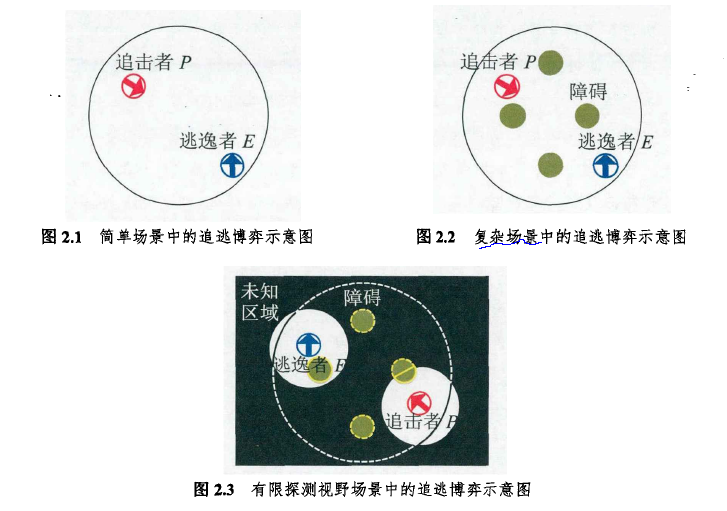 追击者 P
逃逸者 E
图 2.1 简单场景中的追逃博弈示意图
追击者 P
障碍
逃逸者 E
图 2.2 复杂场景中的追逃博弈示意图
未知
区域
障碍
逃逸者 E
追击者 P
图 2.3 有限探测视野场景中的追逃博弈示意图